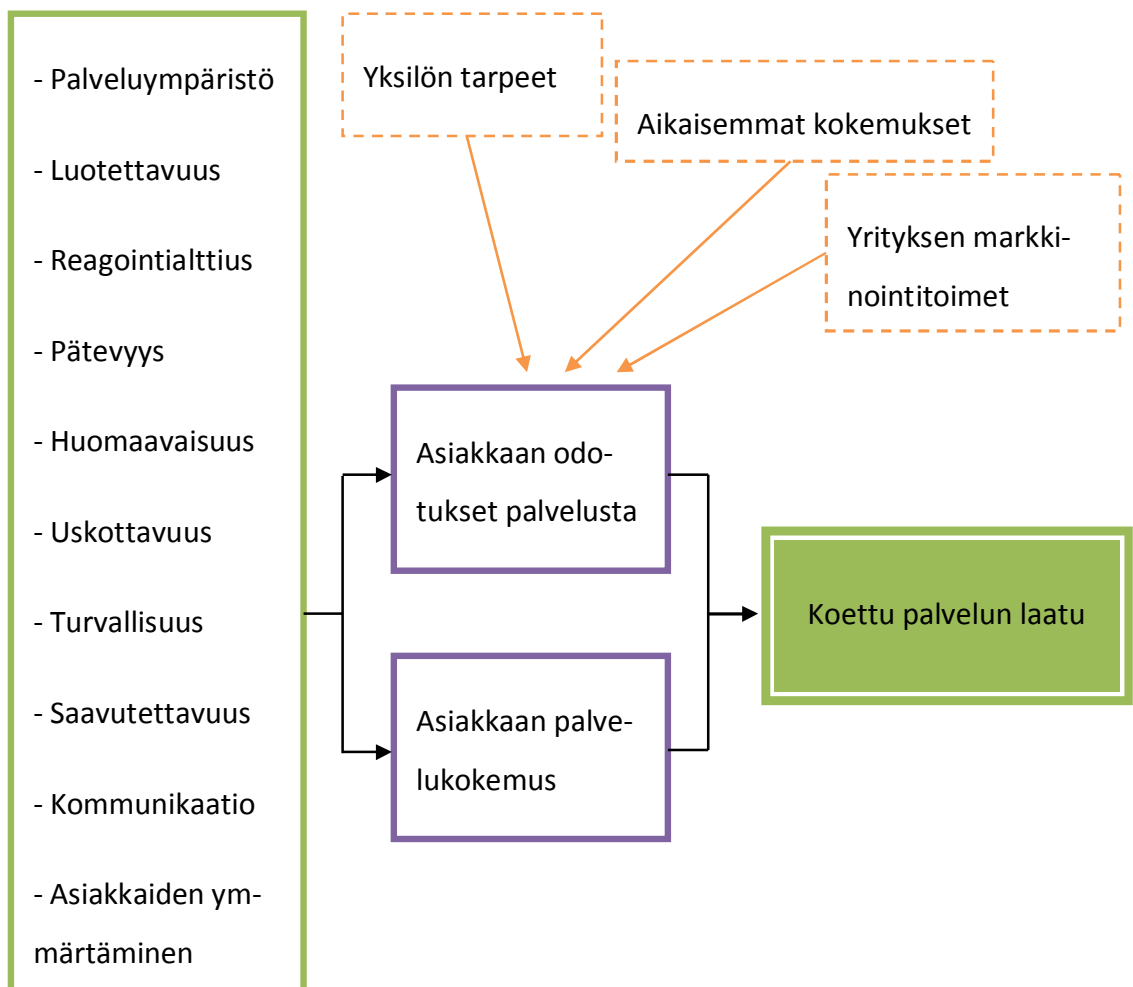 - Palveluympäristö
- Luotettavuus
- Reagointialttius
- Pätevyys
- Huomaavaisuus
- Uskottavuus
- Turvallisuus
- Saavutettavuus
- Kommunikaatio
- Asiakkaiden ym-
märtäminen
Yksilön tarpeet
Aikaisemmat kokemukset
Yrityksen markki-
nointitoimet
Asiakkaan odo-
tukset palvelusta
Asiakkaan palve-
lukokemus
Koettu palvelun laatu